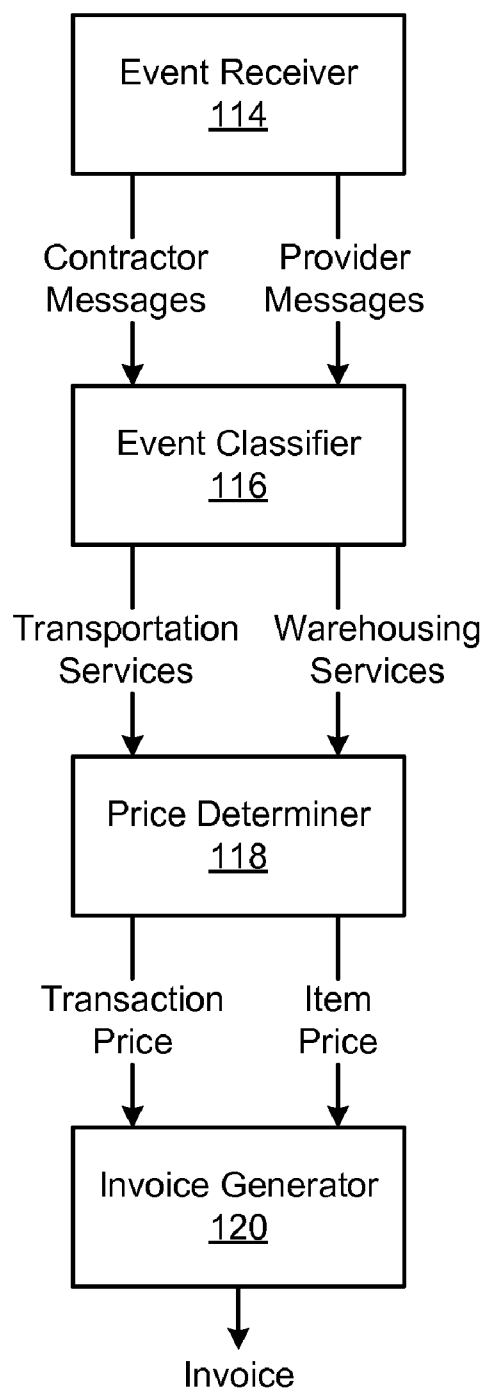 Event Receiver
114
Contractor
Messages
Provider
Messages
Event Classifier
116
Transportation
Services
Warehousing
Services
Price Determiner
118
Transaction
Price
Item
Price
Invoice Generator
120
Invoice